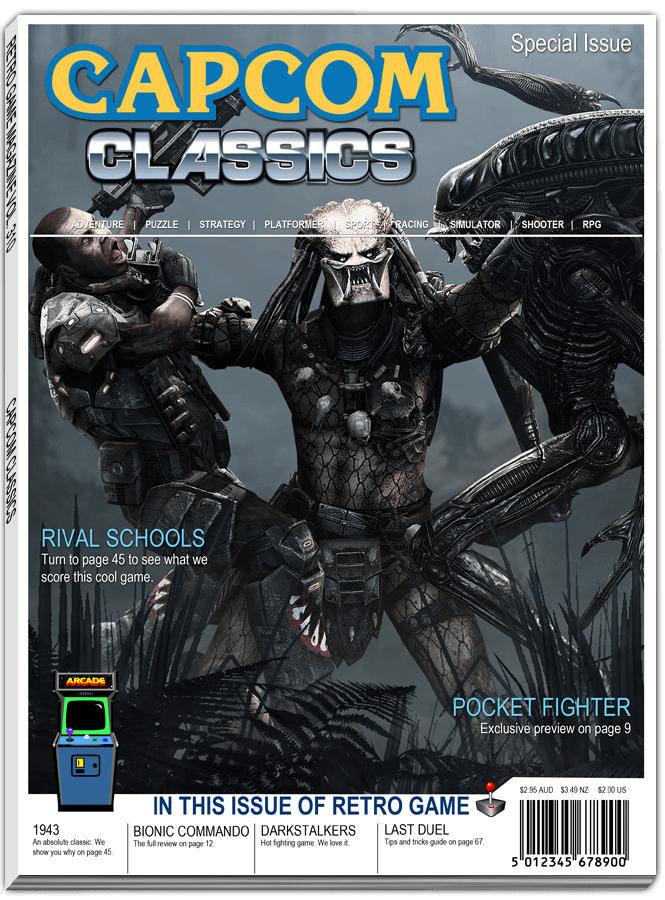 Special Issue
CAPCOM
CLASSICS
ADVENTURE | PUZZLE | STRATEGY | PLATFORMER | SPORT | RACING | SIMULATOR | SHOOTER | RPG
RIVAL SCHOOLS
Turn to page 45 to see what we
score this cool game.
POCKET FIGHTER
Exclusive preview on page 9
ARCADE
IN THIS ISSUE OF RETRO GAME
$2.95 AUD $3.49 NZ $2.00 US
1943
An absolute classic. We
show you why on page 45.
BIONIC COMMANDO
The full review on page 12.
DARKSTALKERS
Hot fighting game. We love it.
LAST DUEL
Tips and tricks guide on page 67.
5 012345 678900
CAPCOM CLASSICS